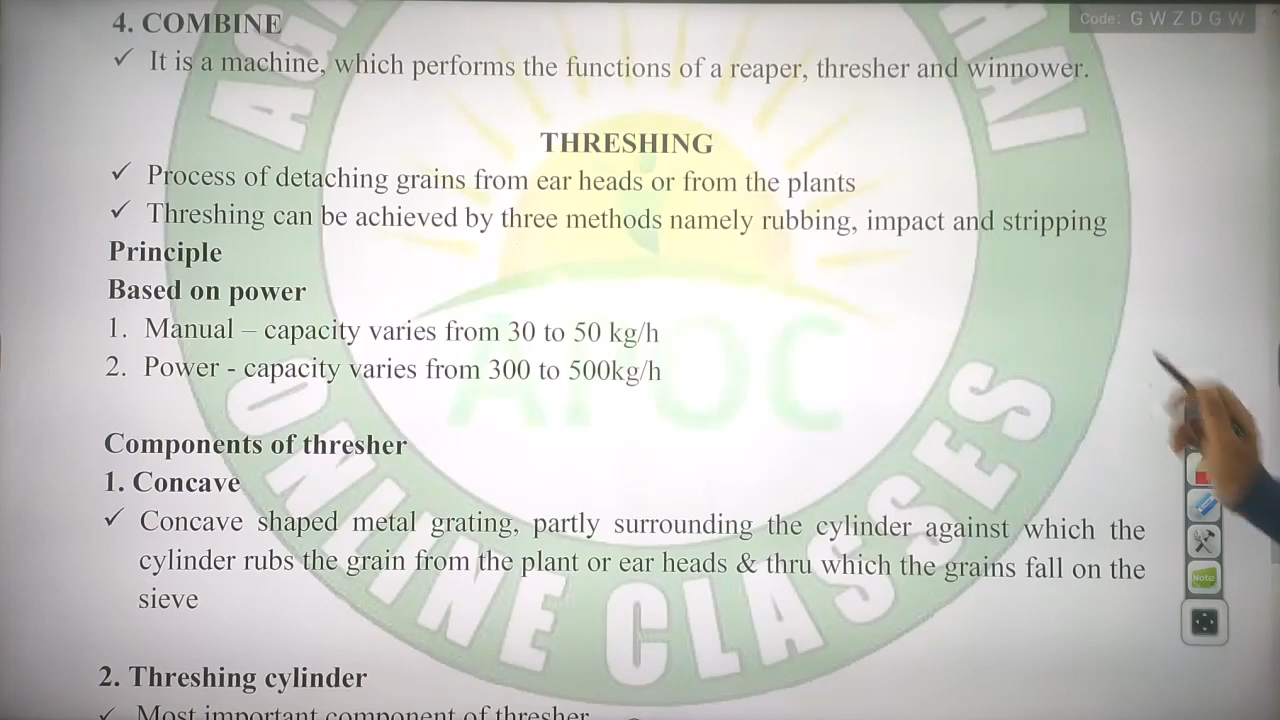 4. COMBINE
Code: G W Z D G W
✓ It is a machine, which performs the functions of a reaper, thresher and winnower.
THRESHING
✓ Process of detaching grains from ear heads or from the plants
✓ Threshing can be achieved by three methods namely rubbing, impact and stripping
Principle
Based on power
1. Manual – capacity varies from 30 to 50 kg/h
2. Power - capacity varies from 300 to 500kg/h
Components of thresher
1. Concave
✓ Concave shaped metal grating, partly surrounding the cylinder against which the
cylinder rubs the grain from the plant or ear heads & thru which the grains fall on the
sieve
2. Threshing cylinder
✓ Most important component of thresher
AFOC
ONLINE CLASSES
Note